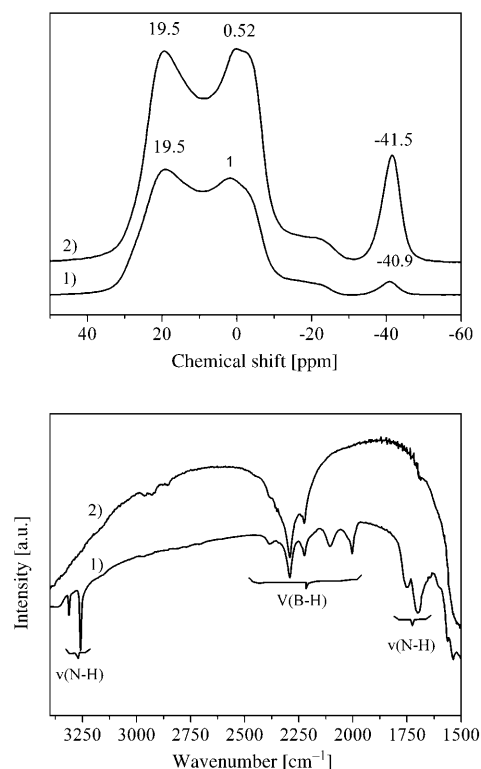 19.5 0.52
19.5 1 -41.5
2)
1) -40.9
40 20 0 -20 -40 -60
Chemical shift [ppm]
Intensity [a.u.]
2)
1)
ν(N-H)
V(B-H)
ν(N-H)
3250 3000 2750 2500 2250 2000 1750 1500
Wavenumber [cm⁻¹]